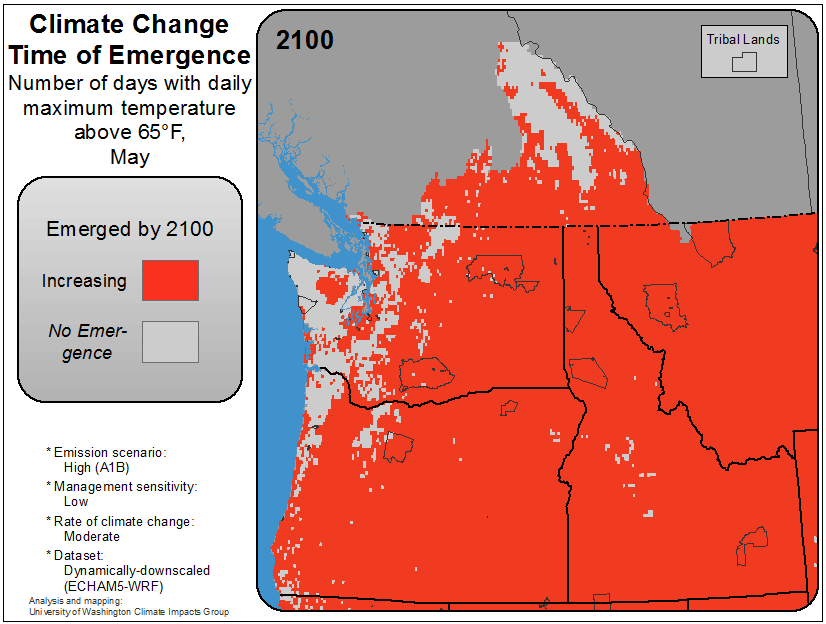 Climate Change
Time of Emergence
Number of days with daily
maximum temperature
above 65°F,
May
Emerged by 2100
Increasing
No Emer-
gence
* Emission scenario:
High (A1B)
* Management sensitivity:
Low
* Rate of climate change:
Moderate
* Dataset:
Dynamically-downscaled
(ECHAM5-WRF)
Analysis and mapping:
University of Washington Climate Impacts Group
2100
Tribal Lands